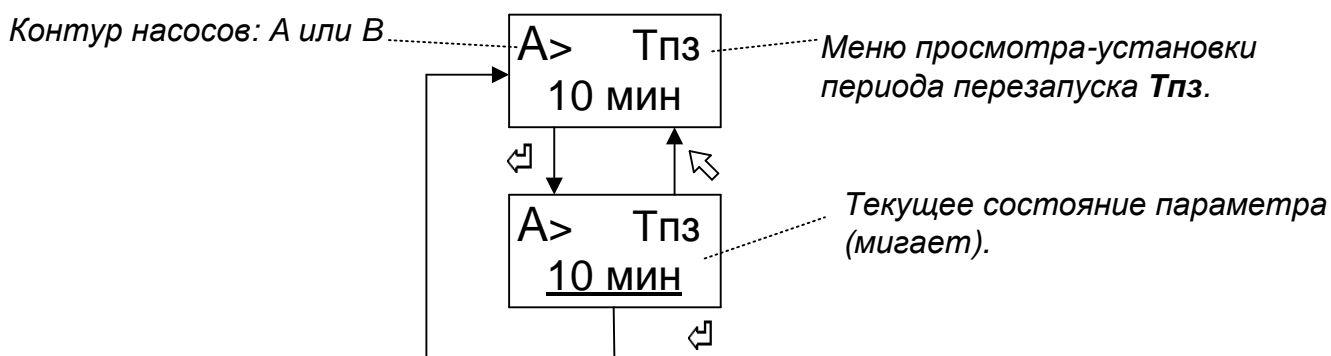 Контур насосов: А или В
А> Тпз
10 мин
Меню просмотра-установки
периода перезапуска Тпз.
А> Тпз
10 мин
Текущее состояние параметра
(мигает).